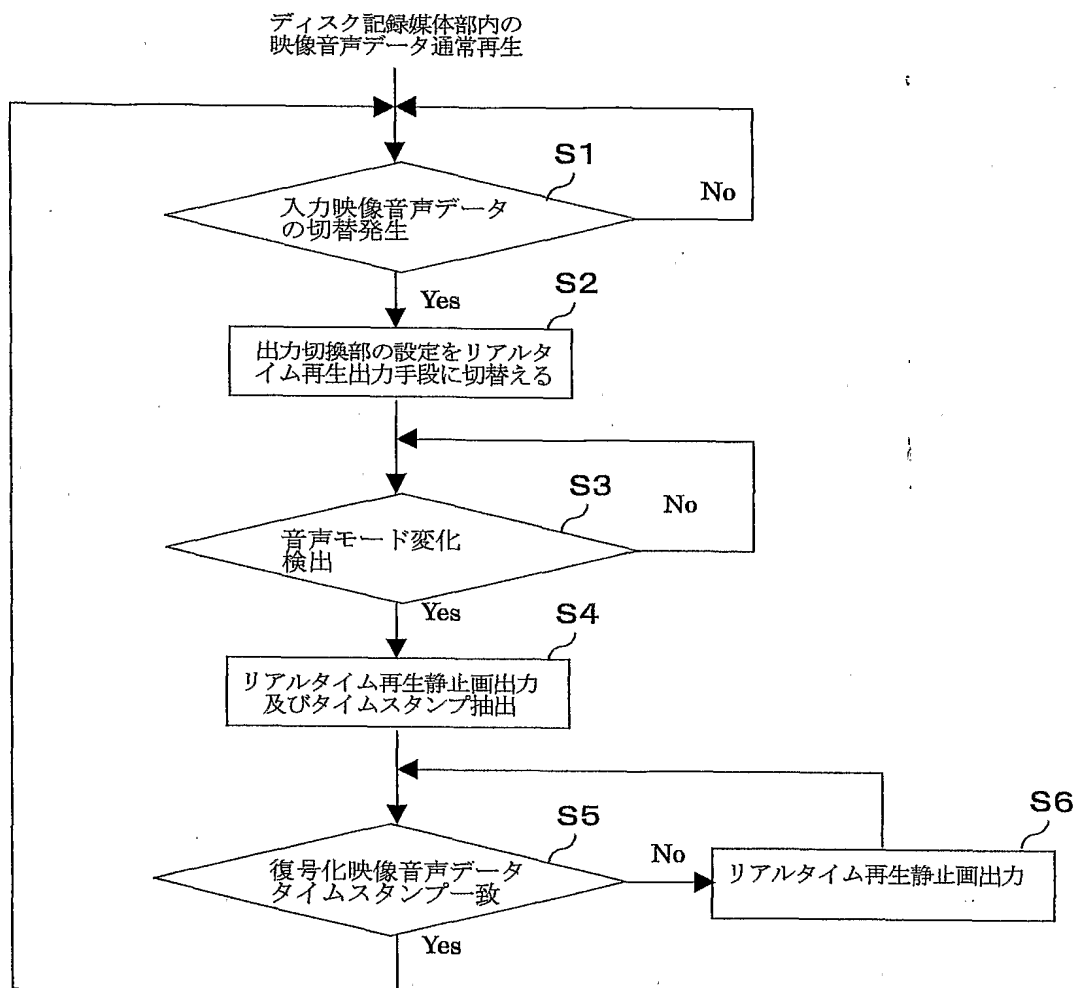 ディスク記録媒体部内の
映像音声データ通常再生
S1
No
入力映像音声データ
の切替発生
Yes
S2
出力切換部の設定をリアルタ
イム再生出力手段に切替える
S3
No
音声モード変化
検出
Yes
S4
リアルタイム再生静止画出力
及びタイムスタンプ抽出
S5
復号化映像音声データ
タイムスタンプ一致
No
S6
リアルタイム再生静止画出力
Yes